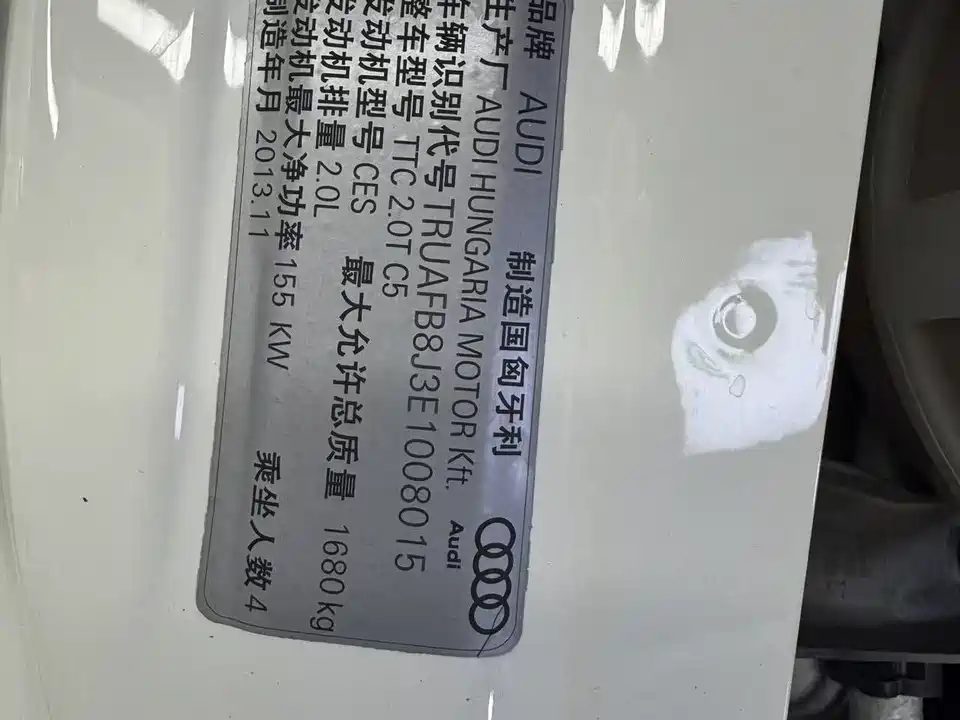 品牌 AUDI 制造国匈牙利
生产厂 AUDI HUNGARIA MOTOR Kft.
车辆识别代号 TRUAFB8J3E1008015
整车型号 TTC 2.0T C5
发动机型号 CES 最大允许总质量 1680 kg
发动机排量 2.0L
发动机最大净功率 155 KW 乘坐人数 4
制造年月 2013.11
Audi